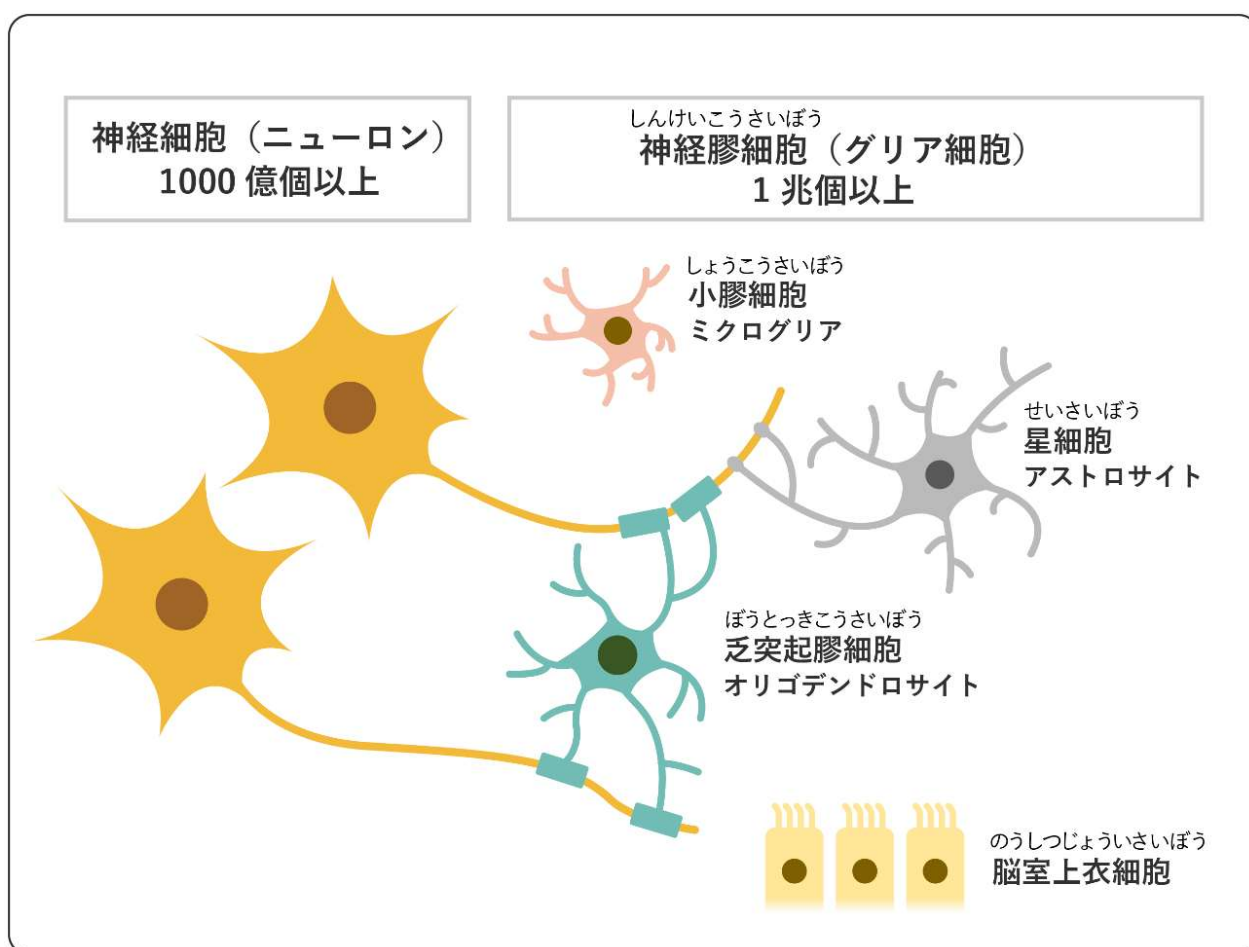 神経細胞（ニューロン）
1000 億個以上
しんけいこうさいぼう
神経膠細胞（グリア細胞）
1 兆個以上
しょうこうさいぼう
小膠細胞
ミクログリア
せいさいぼう
星細胞
アストロサイト
ぼうとっきこうさいぼう
乏突起膠細胞
オリゴデンドロサイト
のうしつじょういさいぼう
脳室上衣細胞